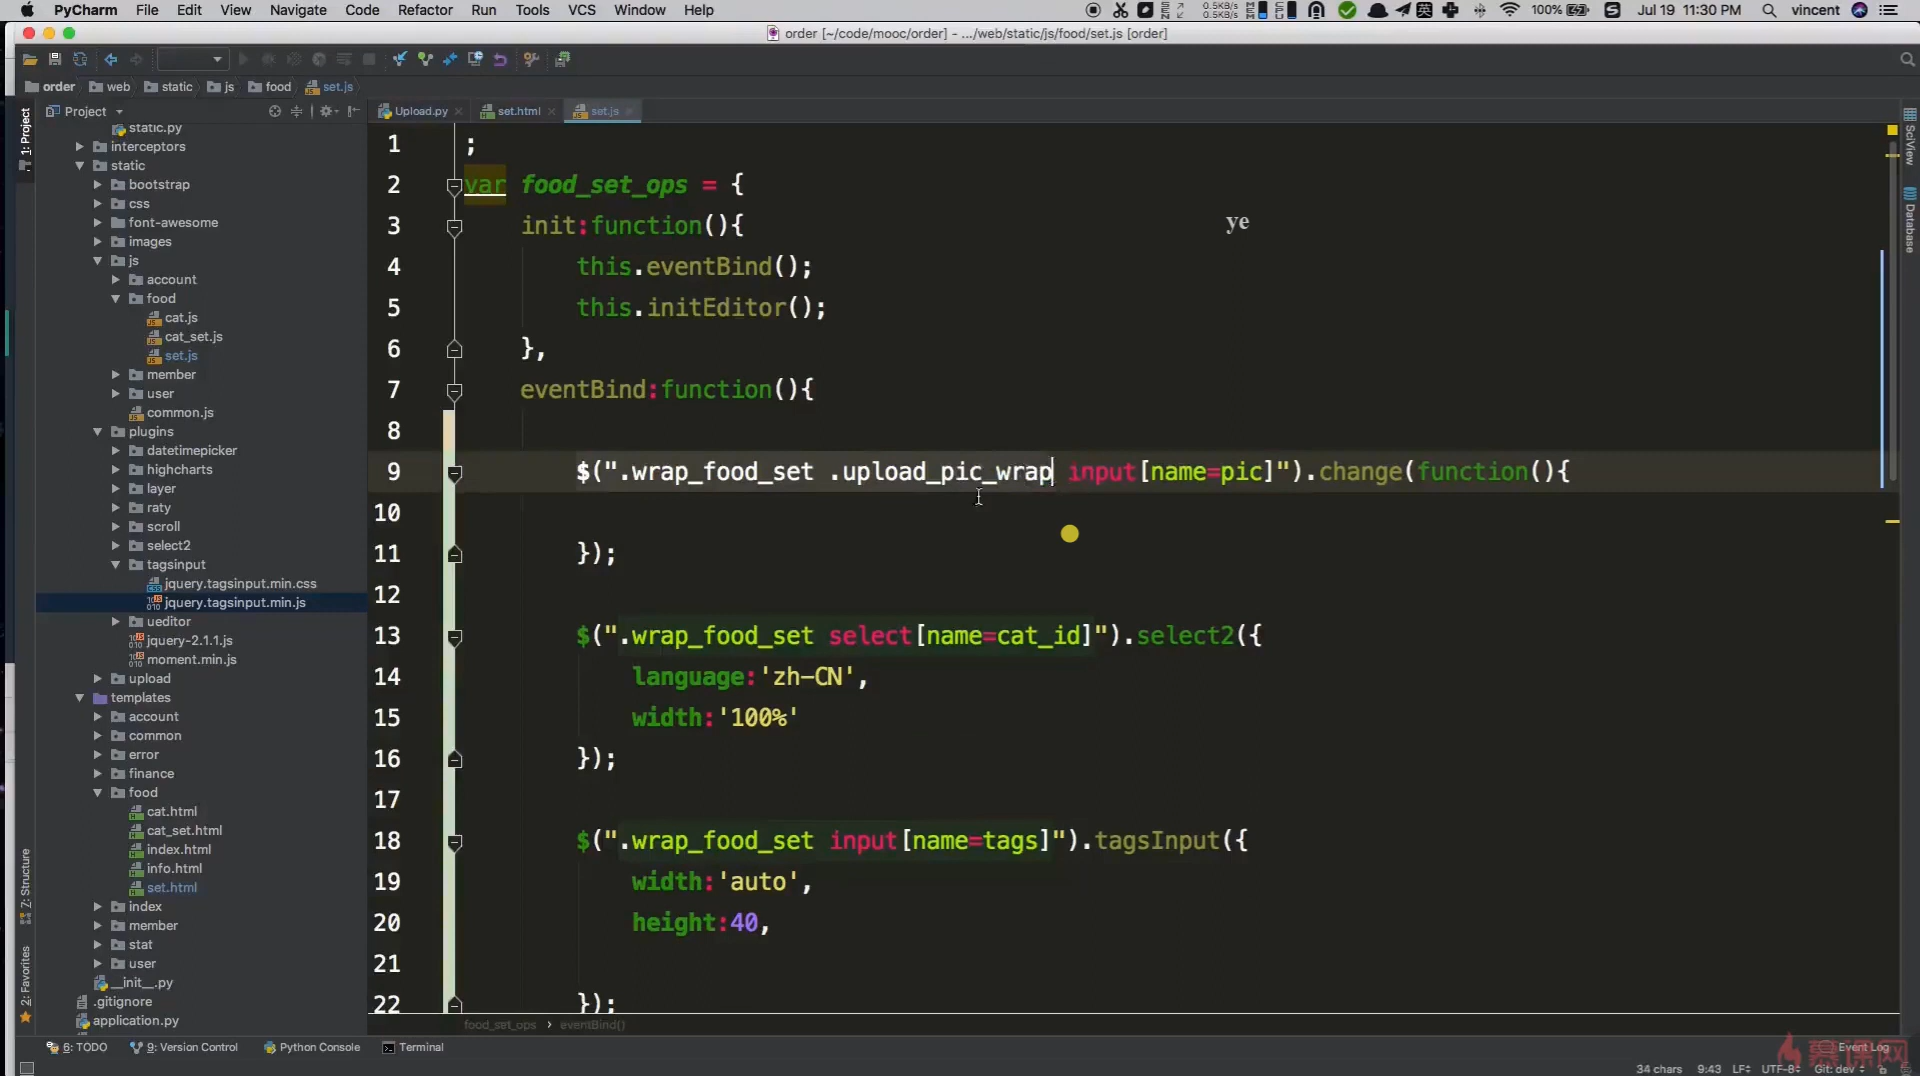 PyCharm File Edit View Navigate Code Refactor Run Tools VCS Window Help 0.5KB/s 0.5KB/s 英 100% Jul 19 11:30 PM vincent
order [~/code/mooc/order] - .../web/static/js/food/set.js [order]
order web static js food set.js
Project Upload.py set.html set.js
1: Project
SciView
Database
Z: Structure
2: Favorites
static.py
interceptors
static
bootstrap
css
font-awesome
images
js
account
food
cat.js
cat_set.js
set.js
member
user
common.js
plugins
datetimepicker
highcharts
layer
raty
scroll
select2
tagsinput
jquery.tagsinput.min.css
jquery.tagsinput.min.js
ueditor
jquery-2.1.1.js
moment.min.js
upload
templates
account
common
error
finance
food
cat.html
cat_set.html
index.html
info.html
set.html
index
member
stat
user
__init__.py
.gitignore
application.py
1 ;
2 var food_set_ops = {
3 init:function(){
ye
4 this.eventBind();
5 this.initEditor();
6 },
7 eventBind:function(){
8
9 $(".wrap_food_set .upload_pic_wrap input[name=pic]").change(function(){
10
11 });
12
13 $(".wrap_food_set select[name=cat_id]").select2({
14 language:'zh-CN',
15 width:'100%'
16 });
17
18 $(".wrap_food_set input[name=tags]").tagsInput({
19 width:'auto',
20 height:40,
21
22 });
food_set_ops › eventBind()
6: TODO 9: Version Control Python Console Terminal Event Log
慕课网
34 chars 9:43 LF÷ UTF-8÷ Git: dev÷